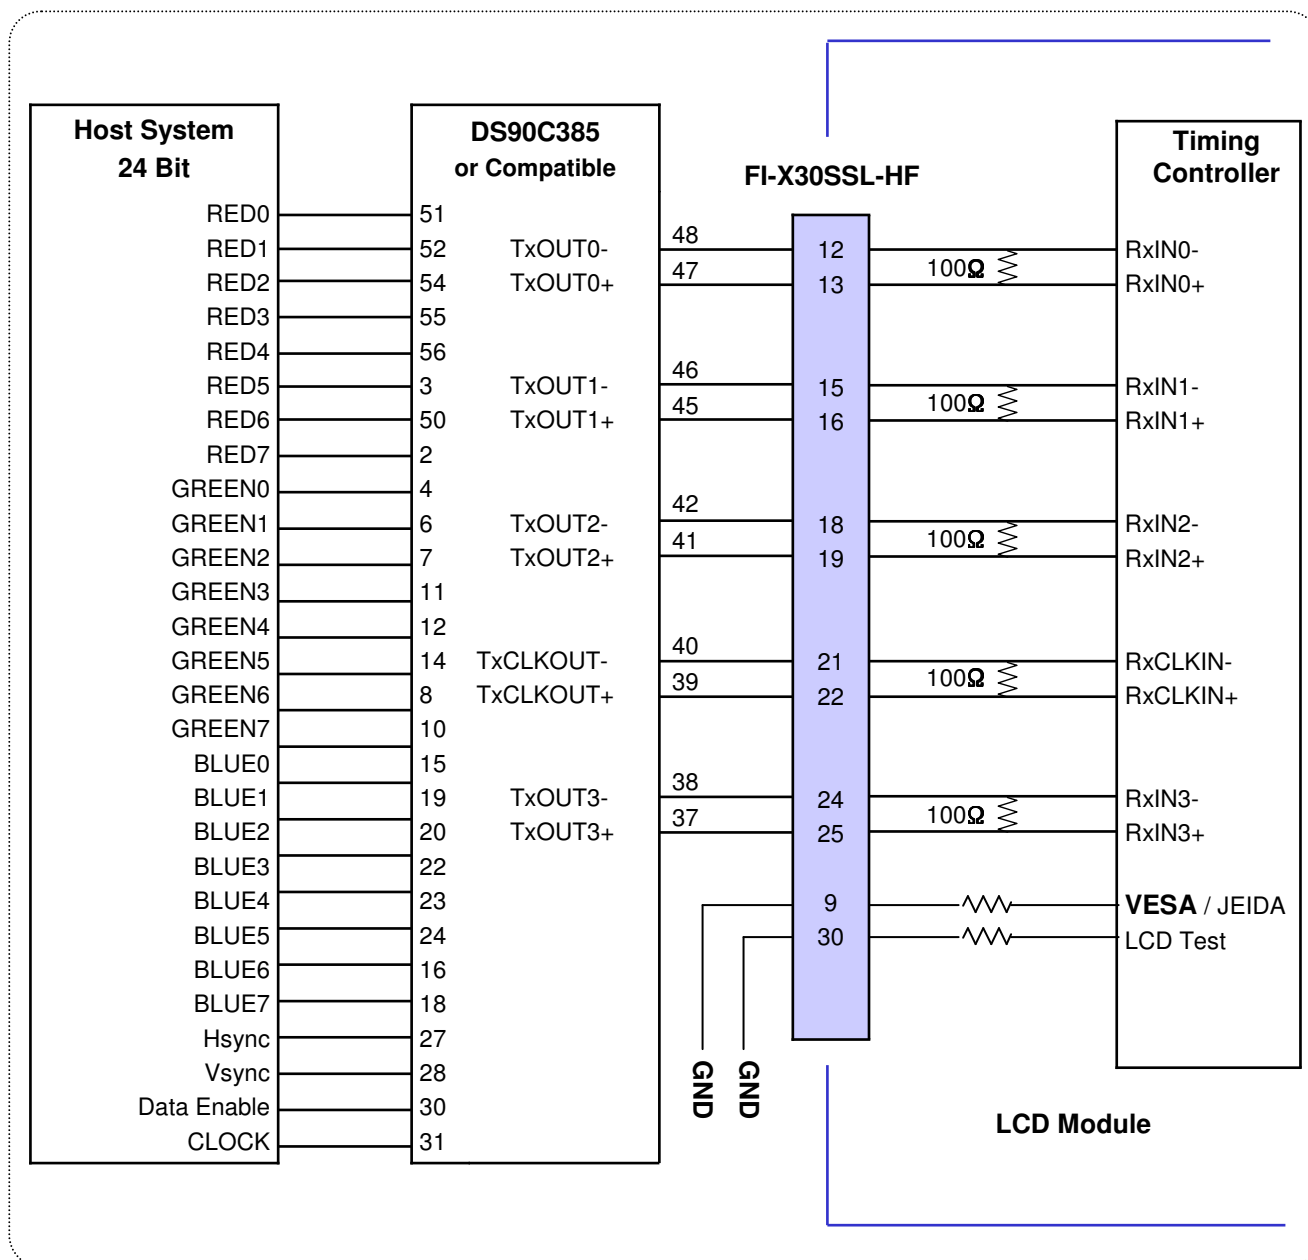 Host System
24 Bit
RED0
RED1
RED2
RED3
RED4
RED5
RED6
RED7
GREEN0
GREEN1
GREEN2
GREEN3
GREEN4
GREEN5
GREEN6
GREEN7
BLUE0
BLUE1
BLUE2
BLUE3
BLUE4
BLUE5
BLUE6
BLUE7
Hsync
Vsync
Data Enable
CLOCK
DS90C385
or Compatible
51
52
54
55
56
3
50
2
4
6
7
11
12
14
8
10
15
19
20
22
23
24
16
18
27
28
30
31
TxOUT0-
TxOUT0+
TxOUT1-
TxOUT1+
TxOUT2-
TxOUT2+
TxCLKOUT-
TxCLKOUT+
TxOUT3-
TxOUT3+
48
47
46
45
42
41
40
39
38
37
FI-X30SSL-HF
12
13
15
16
18
19
21
22
24
25
9
30
GND
GND
100Ω
100Ω
100Ω
100Ω
100Ω
Timing
Controller
RxIN0-
RxIN0+
RxIN1-
RxIN1+
RxIN2-
RxIN2+
RxCLKIN-
RxCLKIN+
RxIN3-
RxIN3+
VESA / JEIDA
LCD Test
LCD Module